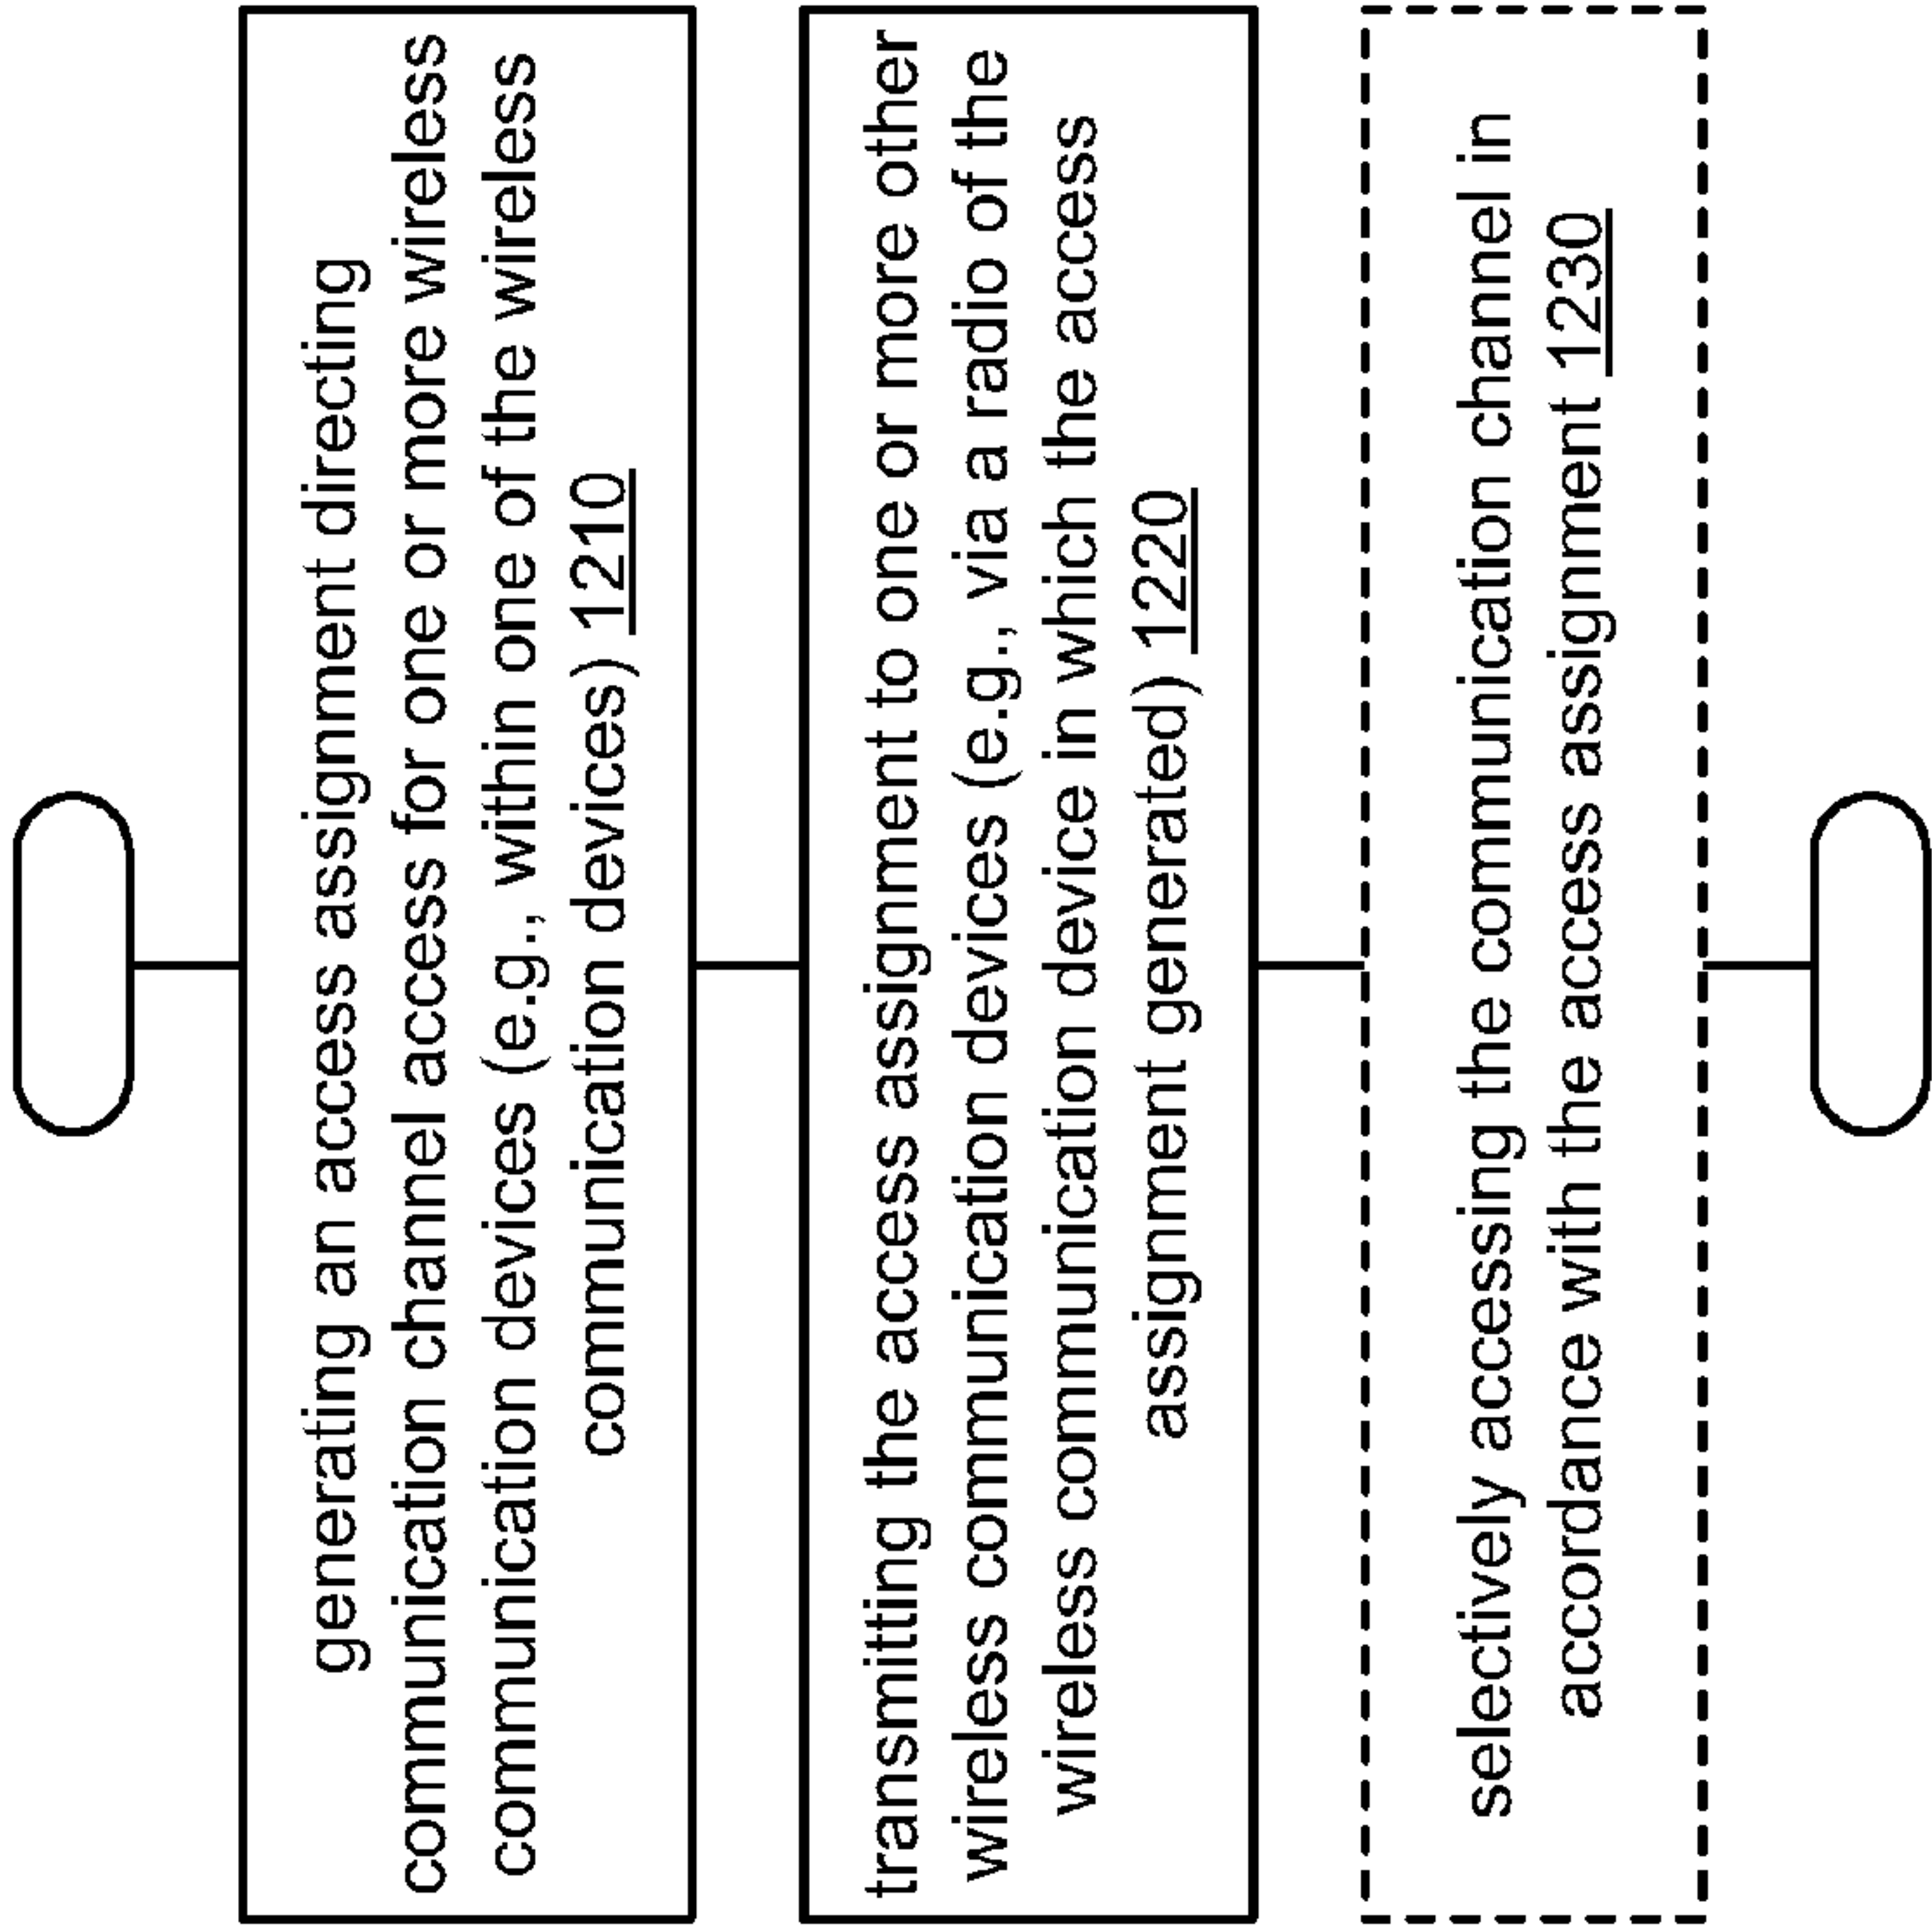 generating an access assignment directing
communication channel access for one or more wireless
communication devices (e.g., within one of the wireless
communication devices) 1210
transmitting the access assignment to one or more other
wireless communication devices (e.g., via a radio of the
wireless communication device in which the access
assignment generated) 1220
selectively accessing the communication channel in
accordance with the access assignment 1230